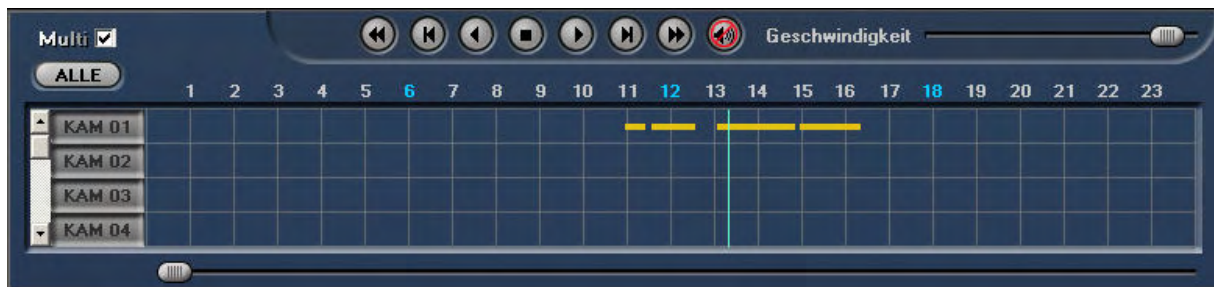 Multi Geschwindigkeit
ALLE
1 2 3 4 5 6 7 8 9 10 11 12 13 14 15 16 17 18 19 20 21 22 23
KAM 01
KAM 02
KAM 03
KAM 04